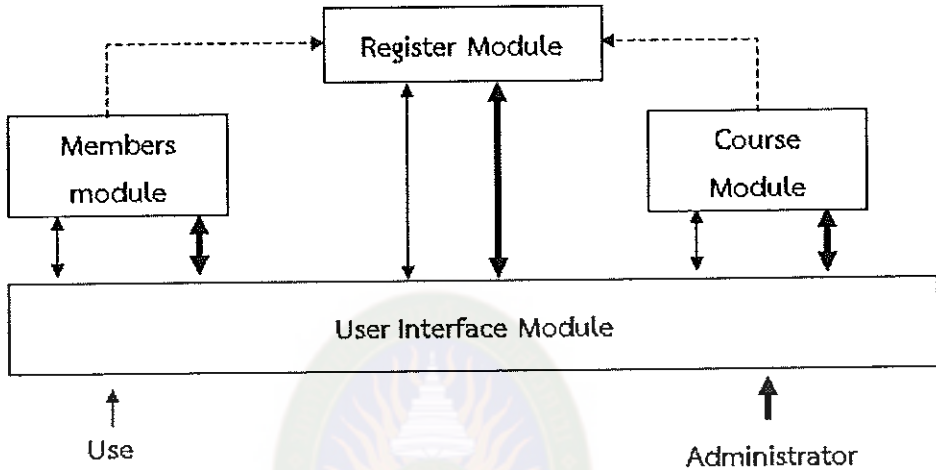 Register Module
Members
module
Course
Module
User Interface Module
Use
Administrator